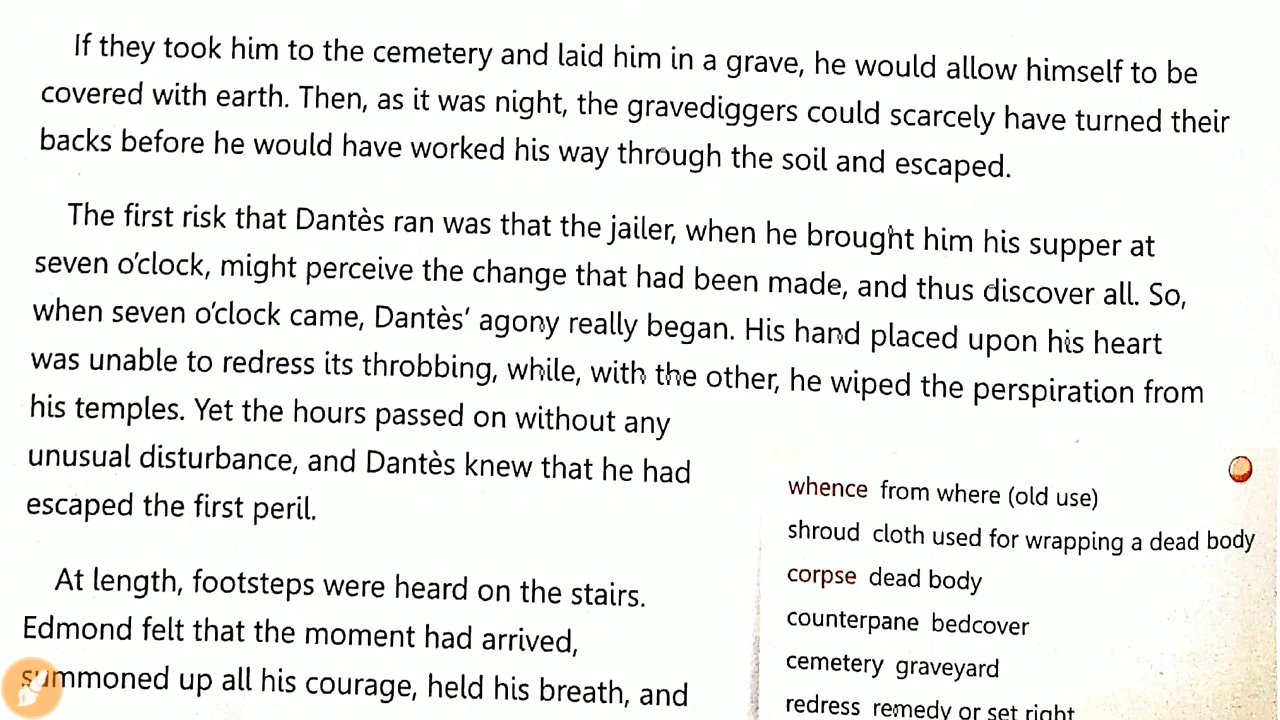 If they took him to the cemetery and laid him in a grave, he would allow himself to be
covered with earth. Then, as it was night, the gravediggers could scarcely have turned their
backs before he would have worked his way through the soil and escaped.
The first risk that Dantès ran was that the jailer, when he brought him his supper at
seven o'clock, might perceive the change that had been made, and thus discover all. So,
when seven o'clock came, Dantès' agony really began. His hand placed upon his heart
was unable to redress its throbbing, while, with the other, he wiped the perspiration from
his temples. Yet the hours passed on without any
unusual disturbance, and Dantès knew that he had
escaped the first peril.
At length, footsteps were heard on the stairs.
Edmond felt that the moment had arrived,
summoned up all his courage, held his breath, and
whence from where (old use)
shroud cloth used for wrapping a dead body
corpse dead body
counterpane bedcover
cemetery graveyard
redress remedy or set right